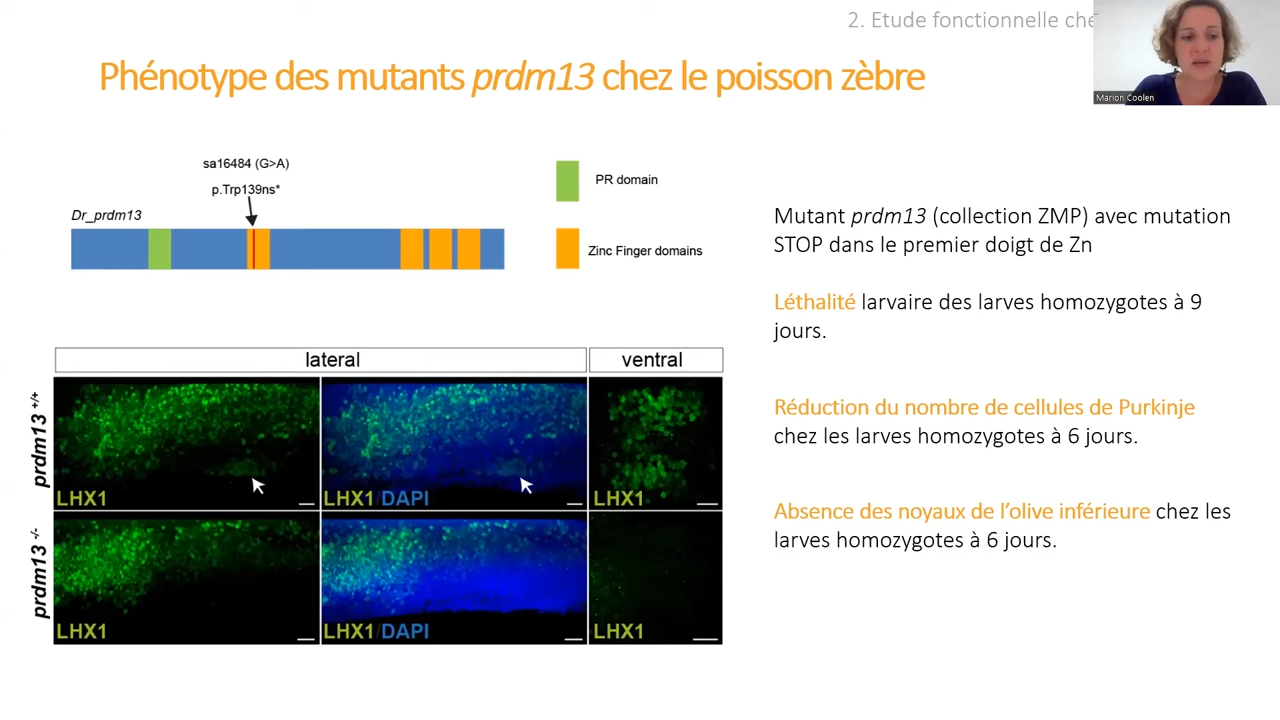 2. Etude fonctionnelle che
Marion Coolen
Phénotype des mutants prdm13 chez le poisson zèbre
sa16484 (G>A)
p.Trp139ns*
Dr_prdm13
PR domain
Zinc Finger domains
Mutant prdm13 (collection ZMP) avec mutation
STOP dans le premier doigt de Zn
Léthalité larvaire des larves homozygotes à 9
jours.
Réduction du nombre de cellules de Purkinje
chez les larves homozygotes à 6 jours.
Absence des noyaux de l’olive inférieure chez les
larves homozygotes à 6 jours.
lateral
ventral
prdm13 +/+
LHX1
LHX1/DAPI
LHX1
prdm13 -/-
LHX1
LHX1/DAPI
LHX1